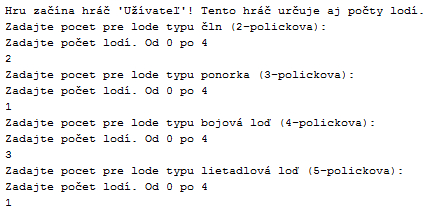 Hru začína hráč 'Užívateľ'! Tento hráč určuje aj počty lodí.
Zadajte pocet pre lode typu čln (2-polickova):
Zadajte počet lodí. Od 0 po 4
2
Zadajte pocet pre lode typu ponorka (3-polickova):
Zadajte počet lodí. Od 0 po 4
1
Zadajte pocet pre lode typu bojová loď (4-polickova):
Zadajte počet lodí. Od 0 po 4
3
Zadajte pocet pre lode typu lietadlová loď (5-polickova):
Zadajte počet lodí. Od 0 po 4
1